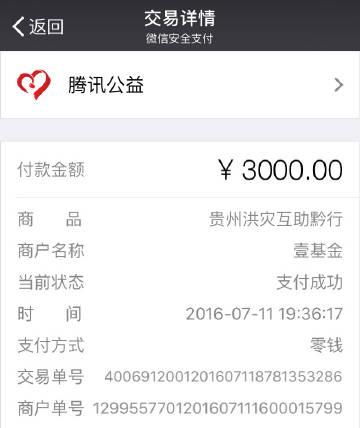 返回
交易详情
微信安全支付
腾讯公益
付款金额 ¥ 3000.00
商 品 贵州洪灾互助黔行
商户名称 壹基金
当前状态 支付成功
时 间 2016-07-11 19:36:17
支付方式 零钱
交易单号 4006912001201607118781353286
商户单号 1299557701201607111600015799